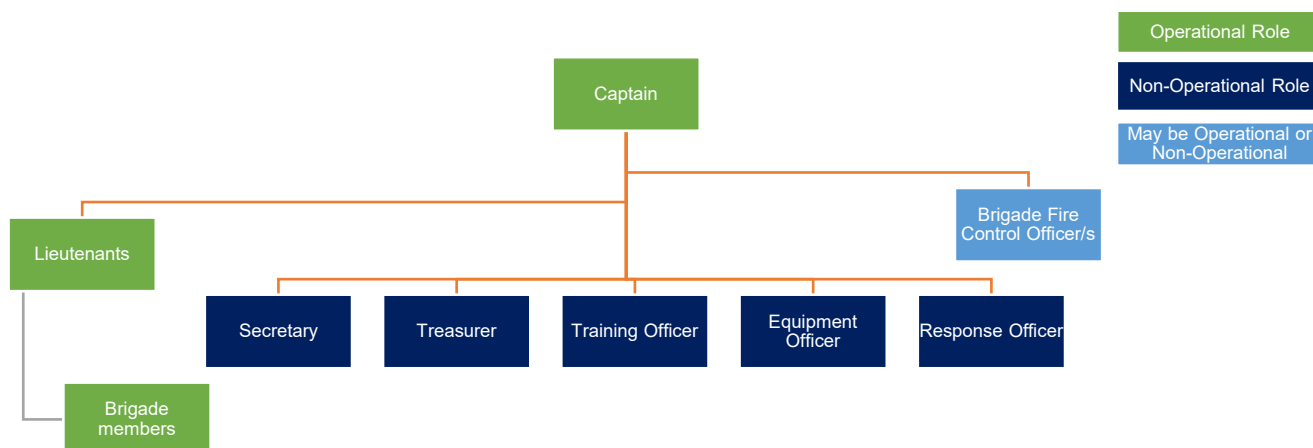 Operational Role
Captain
Non-Operational Role
May be Operational or
Non-Operational
Brigade Fire
Control Officer/s
Lieutenants
Secretary
Treasurer
Training Officer
Equipment
Officer
Response Officer
Brigade
members